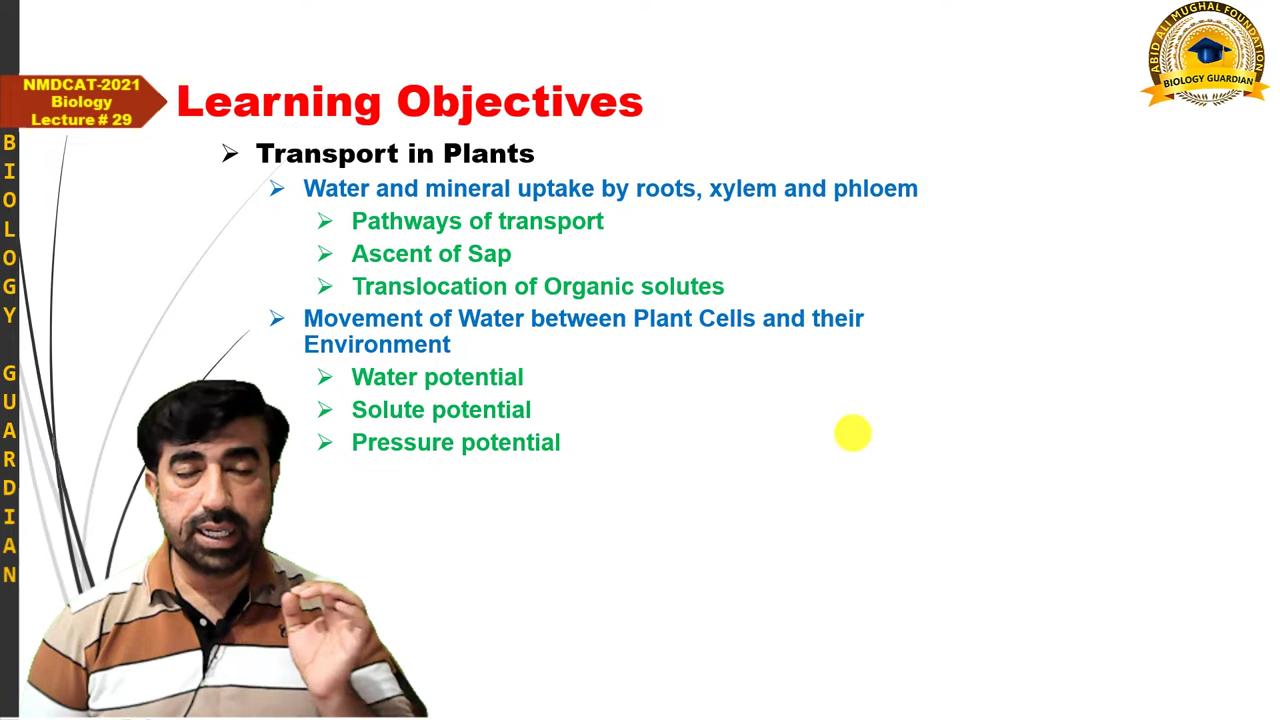 ABID ALI MUGHAL FOUNDATION
BIOLOGY GUARDIAN
NMDCAT-2021
Biology
Lecture # 29
Learning Objectives
Transport in Plants
Water and mineral uptake by roots, xylem and phloem
Pathways of transport
Ascent of Sap
Translocation of Organic solutes
Movement of Water between Plant Cells and their
Environment
Water potential
Solute potential
Pressure potential
BIOLOGY GUARDIAN